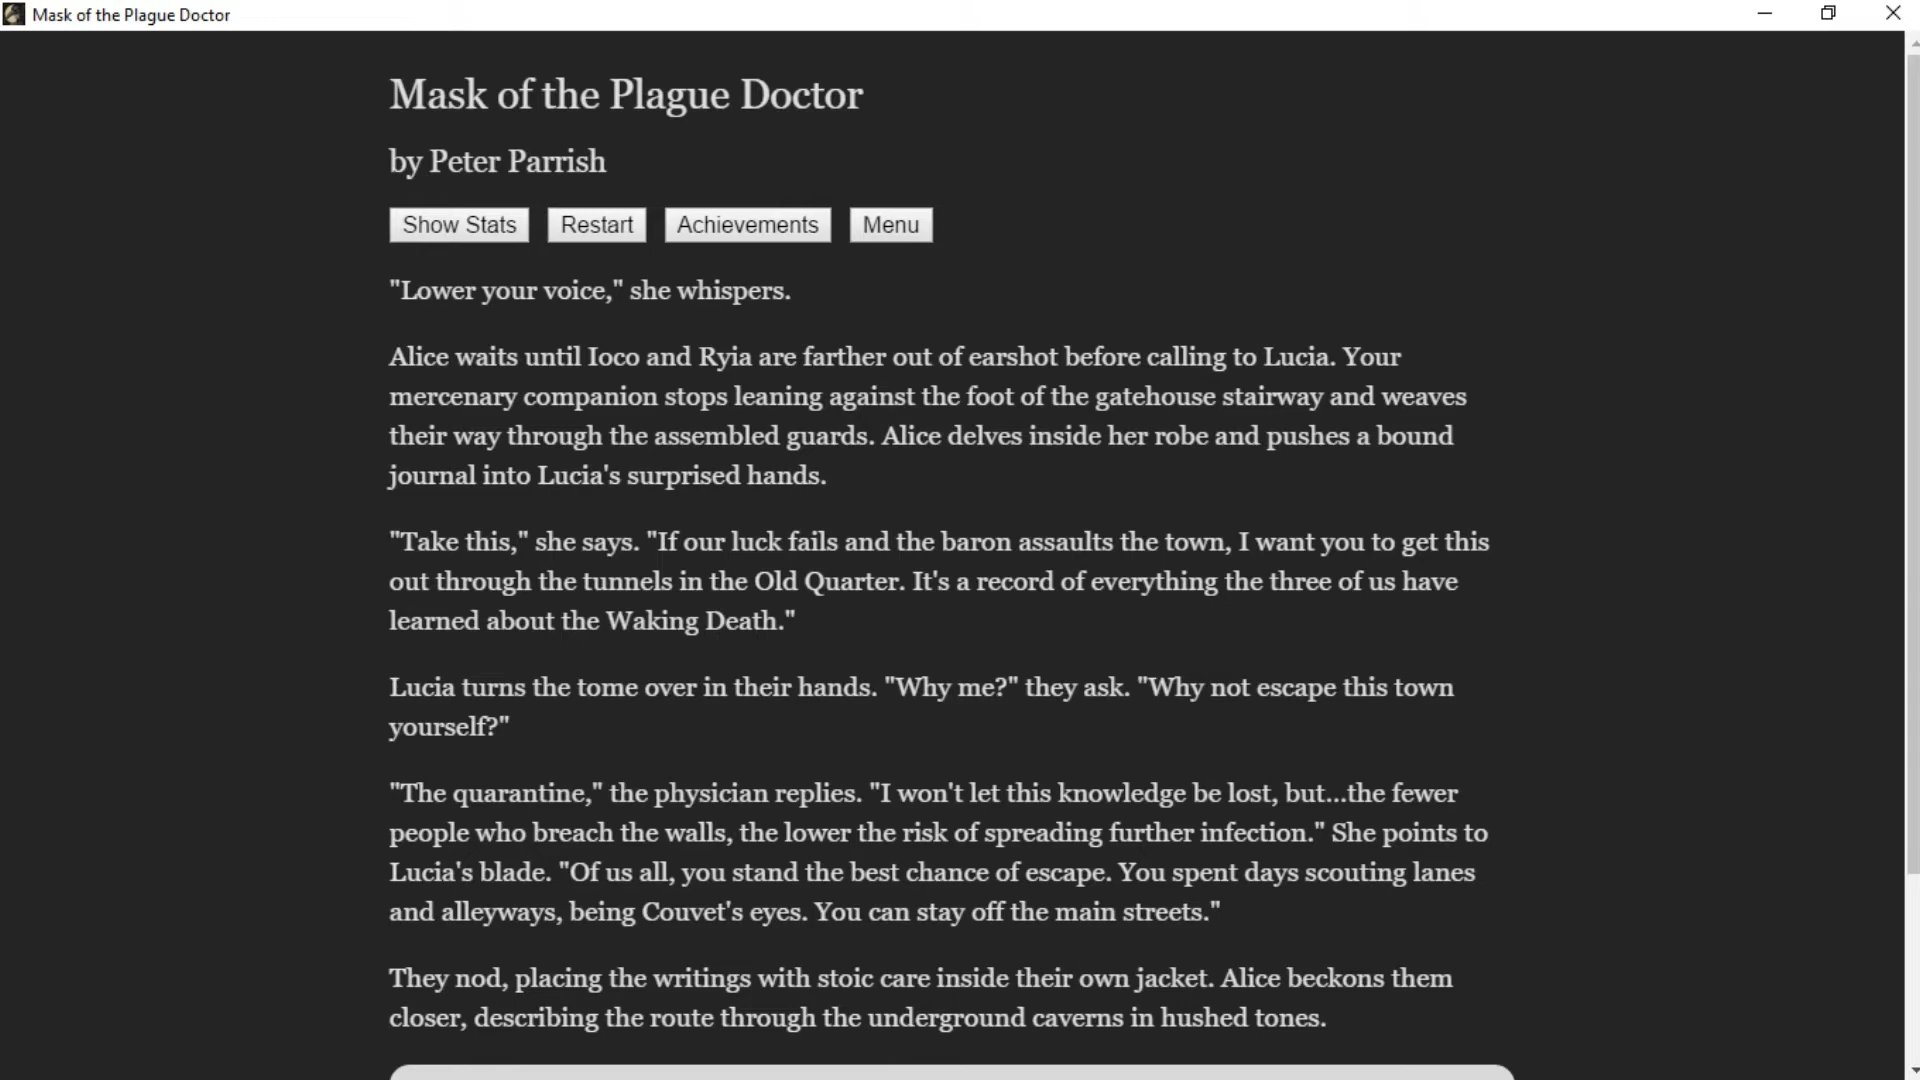 Mask of the Plague Doctor
Mask of the Plague Doctor
by Peter Parrish
Show Stats Restart Achievements Menu
"Lower your voice," she whispers.
Alice waits until Ioco and Ryia are farther out of earshot before calling to Lucia. Your
mercenary companion stops leaning against the foot of the gatehouse stairway and weaves
their way through the assembled guards. Alice delves inside her robe and pushes a bound
journal into Lucia's surprised hands.
"Take this," she says. "If our luck fails and the baron assaults the town, I want you to get this
out through the tunnels in the Old Quarter. It's a record of everything the three of us have
learned about the Waking Death."
Lucia turns the tome over in their hands. "Why me?" they ask. "Why not escape this town
yourself?"
"The quarantine," the physician replies. "I won't let this knowledge be lost, but...the fewer
people who breach the walls, the lower the risk of spreading further infection." She points to
Lucia's blade. "Of us all, you stand the best chance of escape. You spent days scouting lanes
and alleyways, being Couvet's eyes. You can stay off the main streets."
They nod, placing the writings with stoic care inside their own jacket. Alice beckons them
closer, describing the route through the underground caverns in hushed tones.